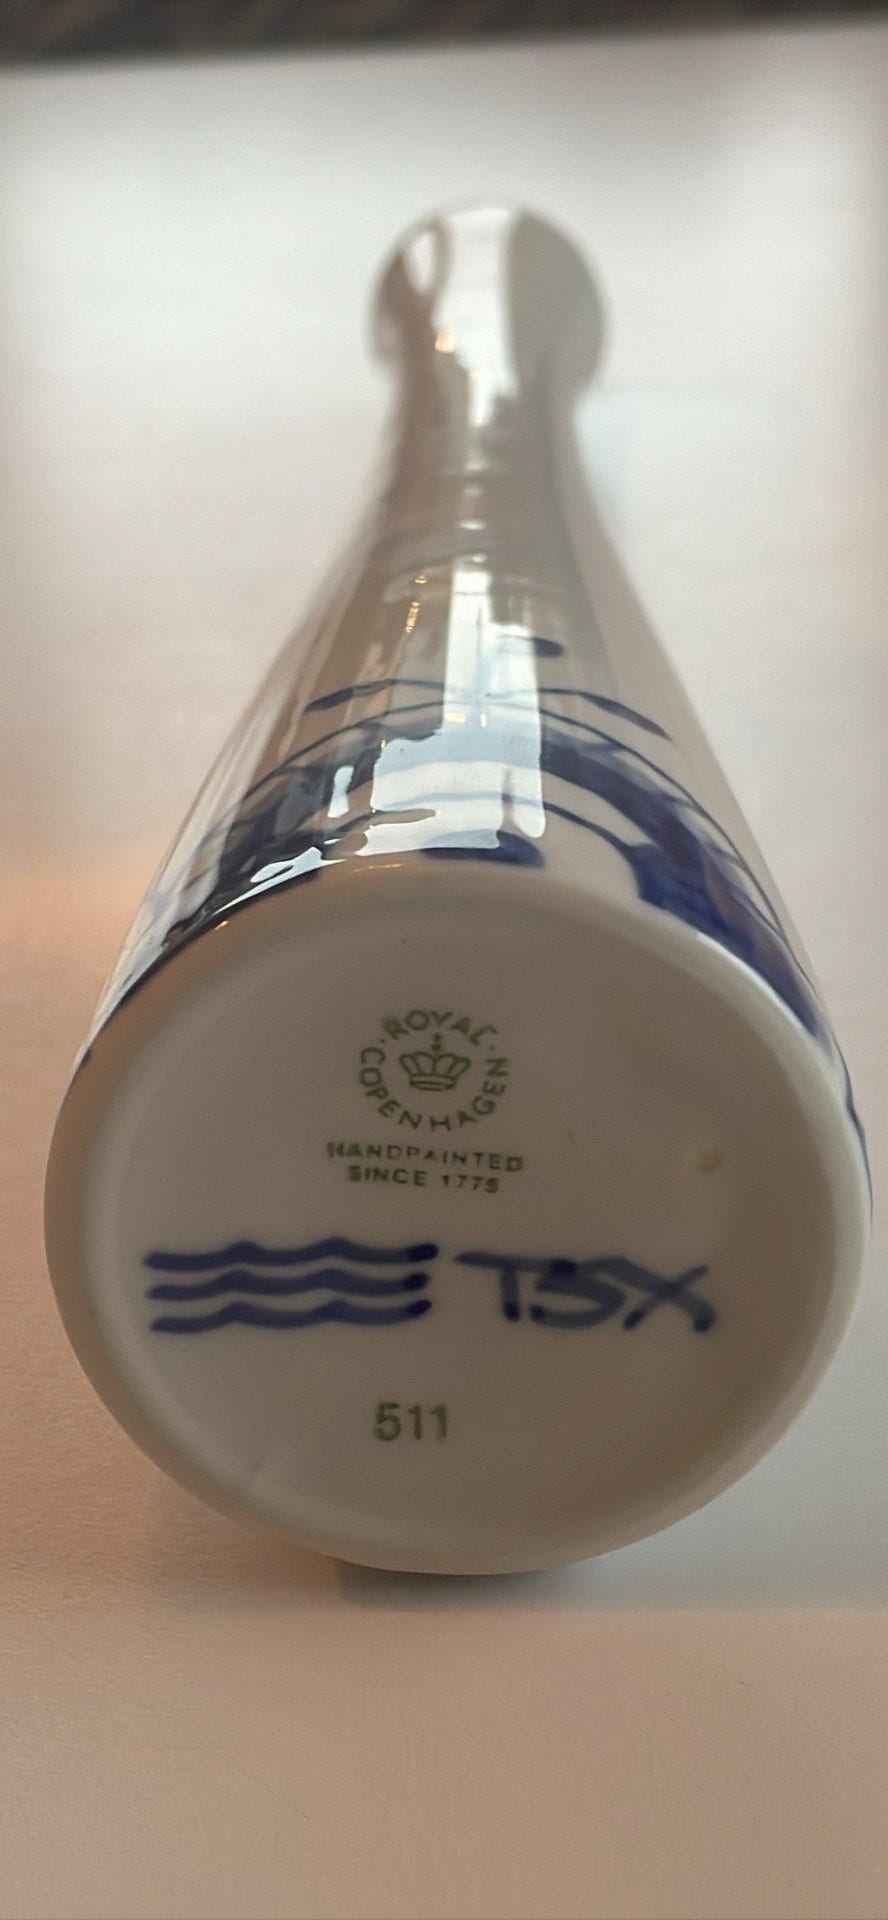 ROYAL COPENHAGEN
HANDPAINTED
SINCE 1775
TSX
511